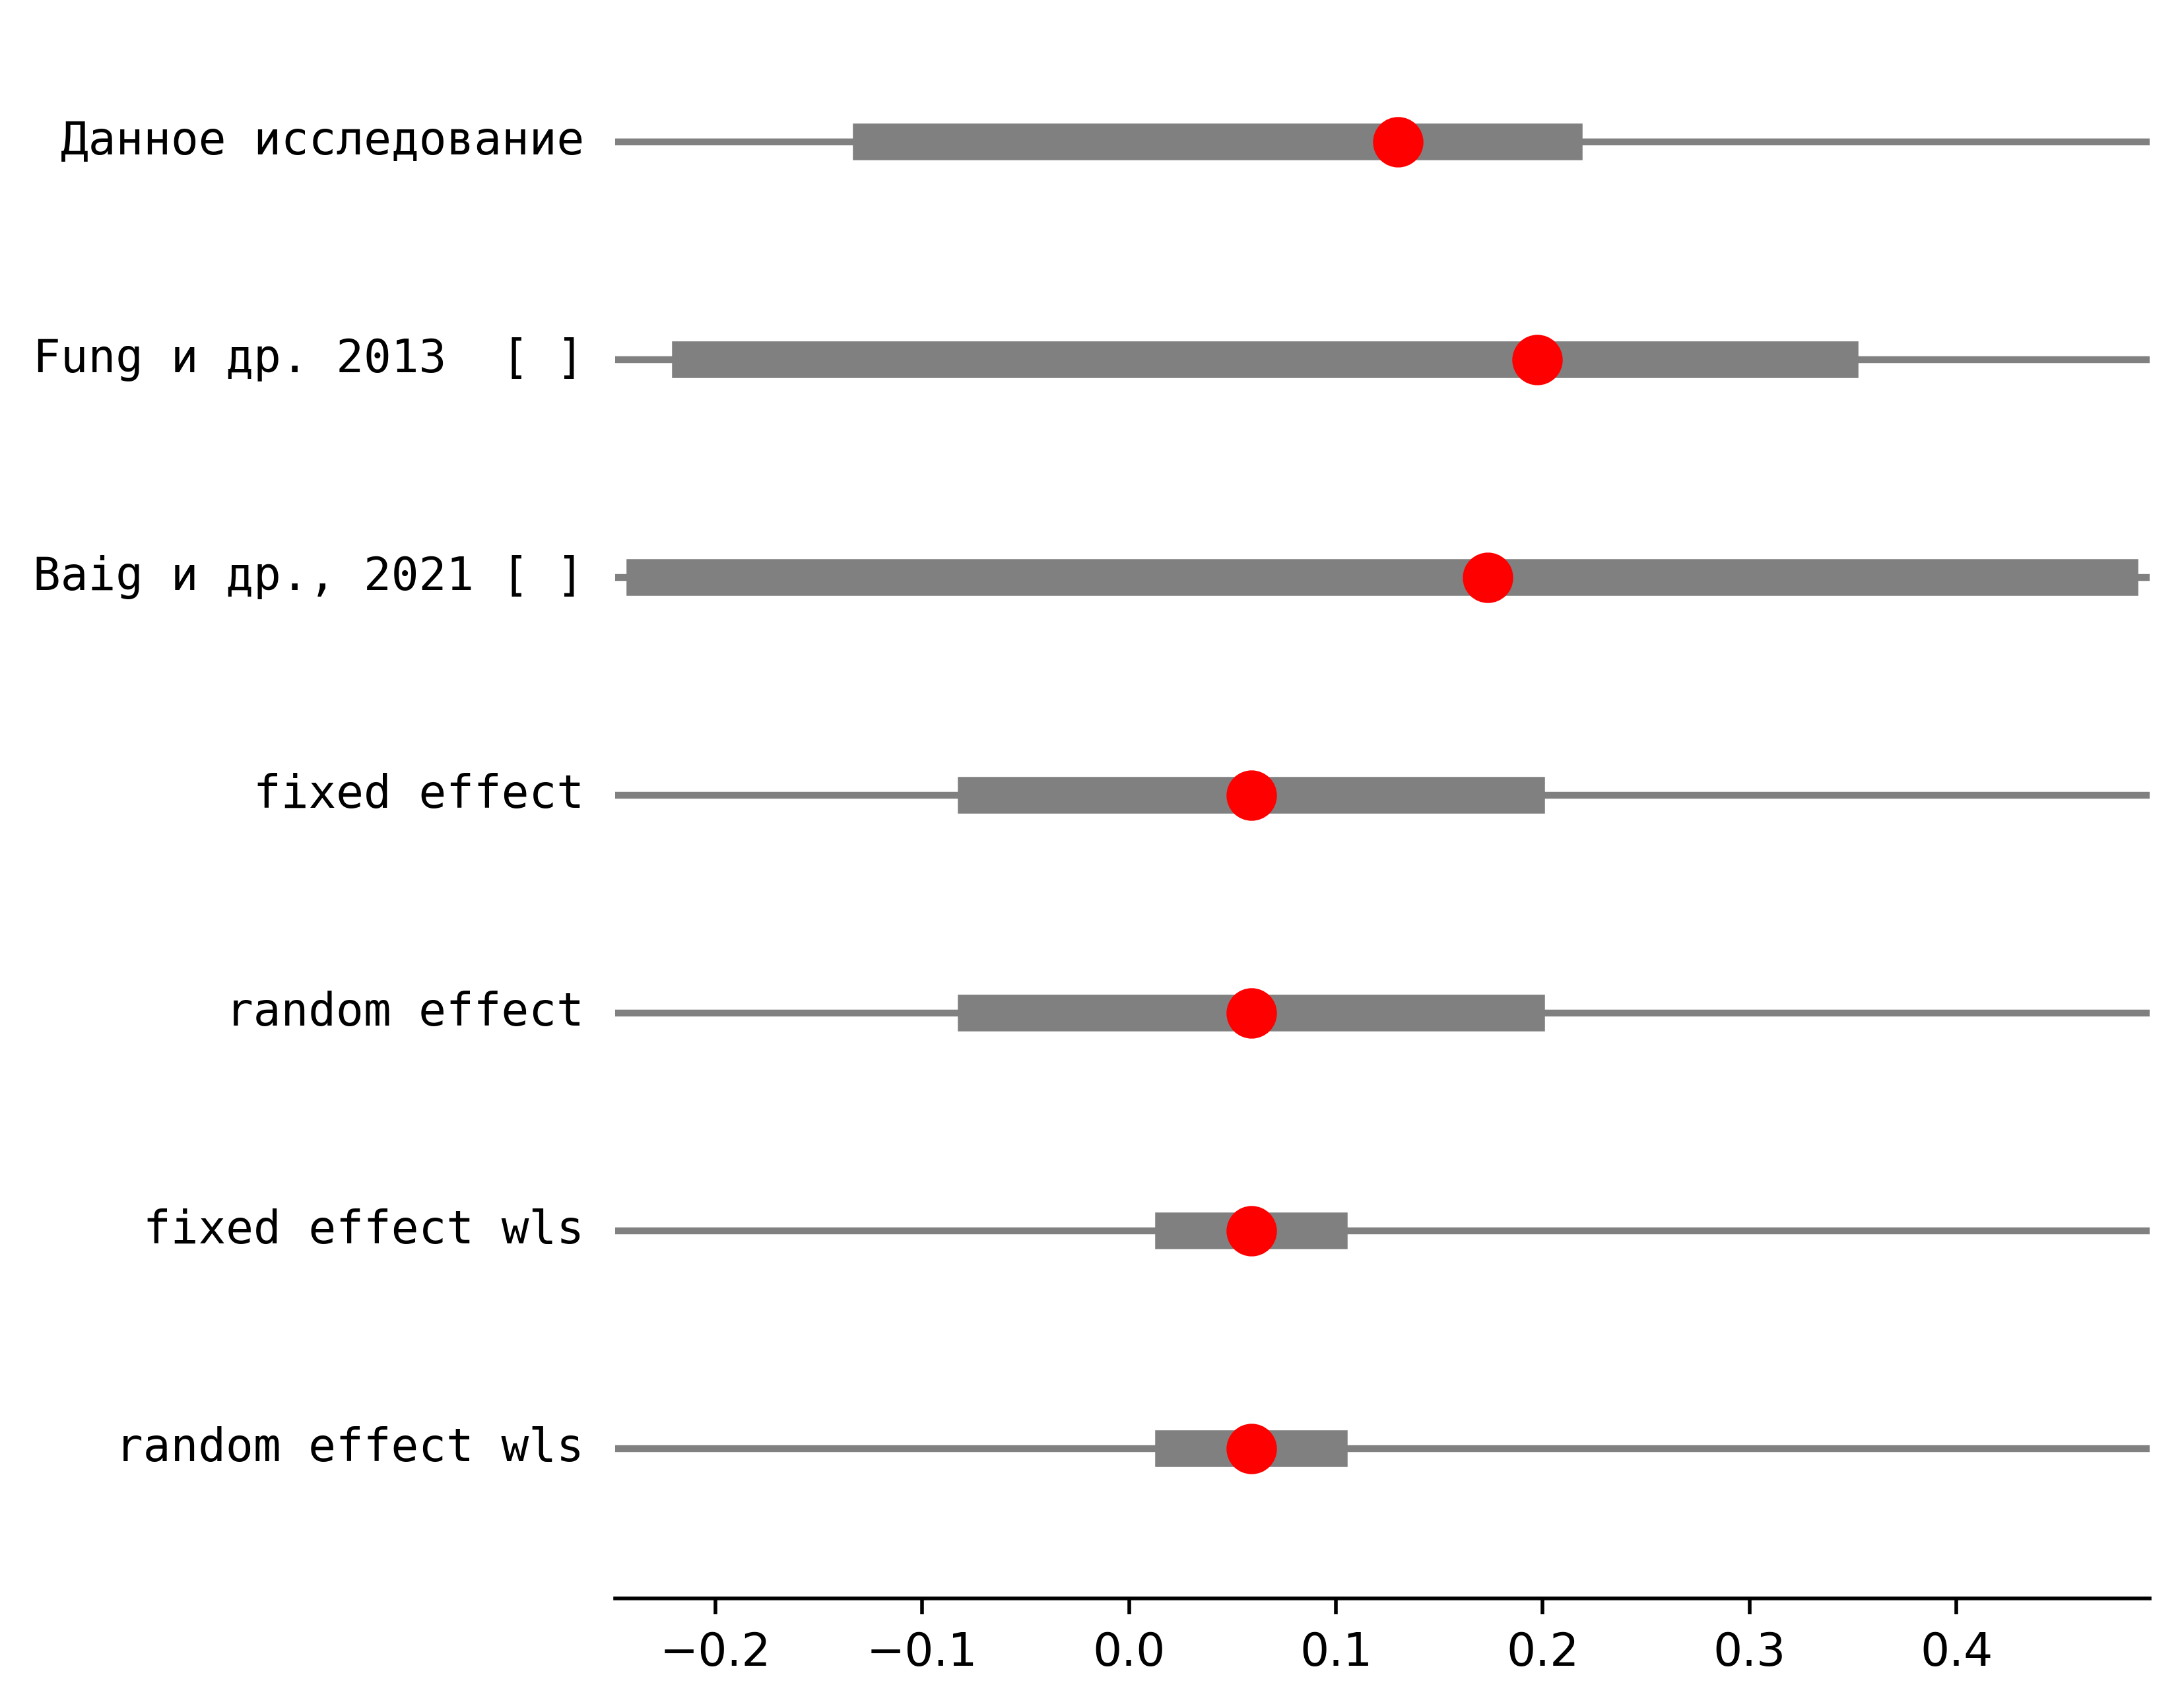 Данное исследование
Fung и др. 2013  [ ]
Baig и др., 2021 [ ]
fixed effect
random effect
fixed effect wls
random effect wls
−0.2 −0.1 0.0 0.1 0.2 0.3 0.4